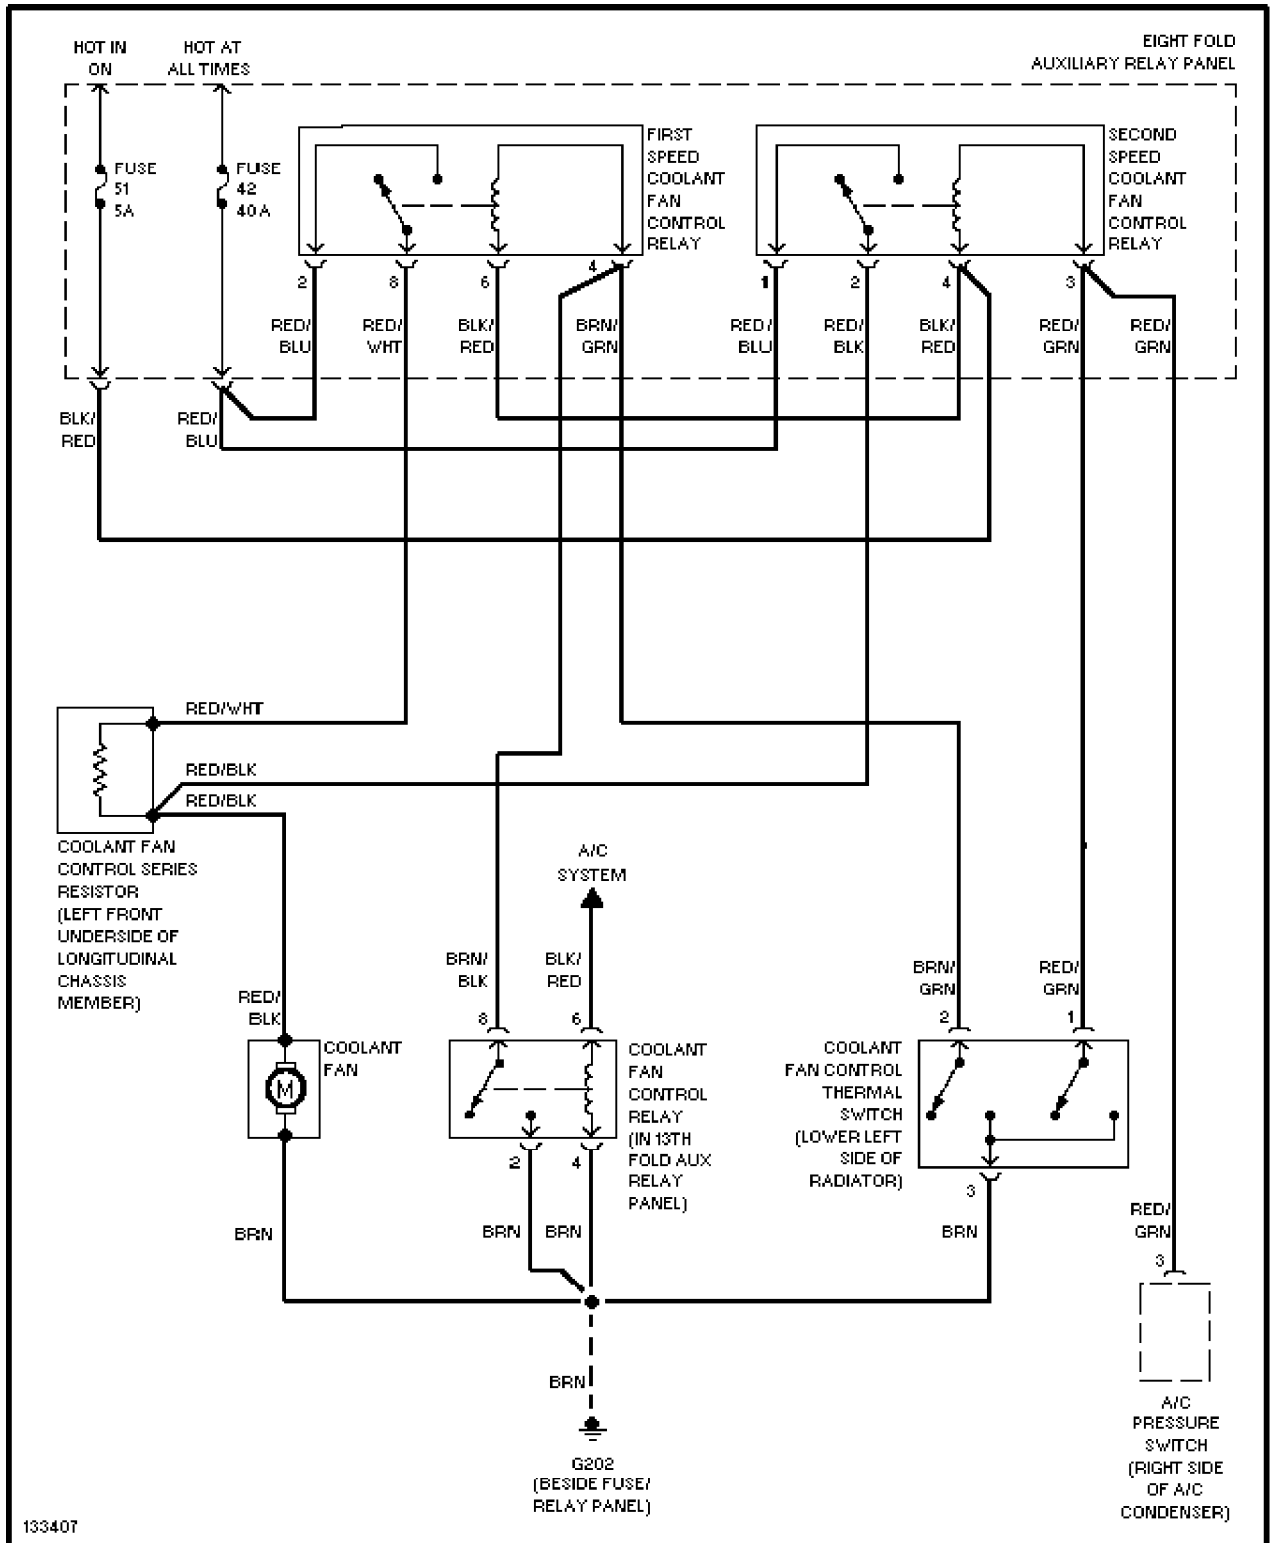 HOT IN
ON
HOT AT
ALL TIMES
EIGHT FOLD
AUXILIARY RELAY PANEL
FUSE
51
5A
FUSE
42
40A
FIRST
SPEED
COOLANT
FAN
CONTROL
RELAY
SECOND
SPEED
COOLANT
FAN
CONTROL
RELAY
2
8
6
4
1
2
4
3
RED/
BLU
RED/
WHT
BLK/
RED
BRN/
GRN
RED/
BLU
RED/
BLK
BLK/
RED
RED/
GRN
RED/
GRN
BLK/
RED
RED/
BLU
RED/WHT
RED/BLK
RED/BLK
COOLANT FAN
CONTROL SERIES
RESISTOR
(LEFT FRONT
UNDERSIDE OF
LONGITUDINAL
CHASSIS
MEMBER)
A/C
SYSTEM
RED/
BLK
BRN/
BLK
BLK/
RED
BRN/
GRN
RED/
GRN
8
6
2
1
COOLANT
FAN
M
COOLANT
FAN
CONTROL
RELAY
(IN 13TH
FOLD AUX
RELAY
PANEL)
COOLANT
FAN CONTROL
THERMAL
SWITCH
(LOWER LEFT
SIDE OF
RADIATOR)
2
4
3
BRN
BRN
BRN
BRN
RED/
GRN
3
BRN
G202
(BESIDE FUSE/
RELAY PANEL)
A/C
PRESSURE
SWITCH
(RIGHT SIDE
OF A/C
CONDENSER)
133407